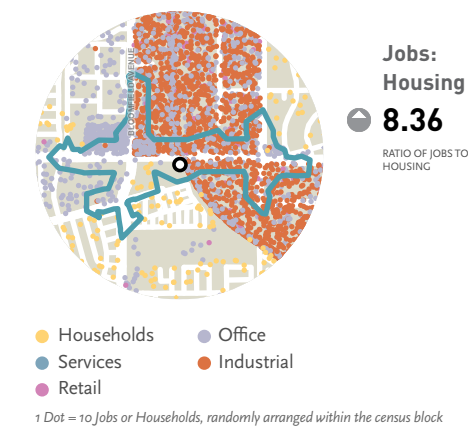 BLOOMFIELD AVENUE
Jobs:
Housing
8.36
RATIO OF JOBS TO
HOUSING
Households
Office
Services
Industrial
Retail
1 Dot = 10 Jobs or Households, randomly arranged within the census block